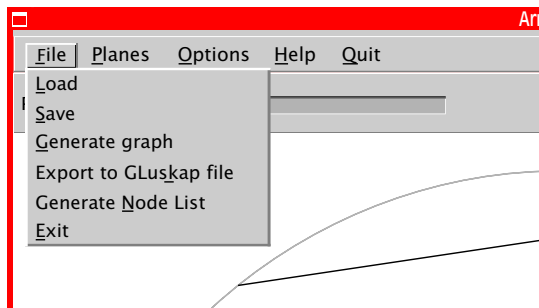 File Planes Options Help Quit
Load
Save
Generate graph
Export to GLuskap file
Generate Node List
Exit